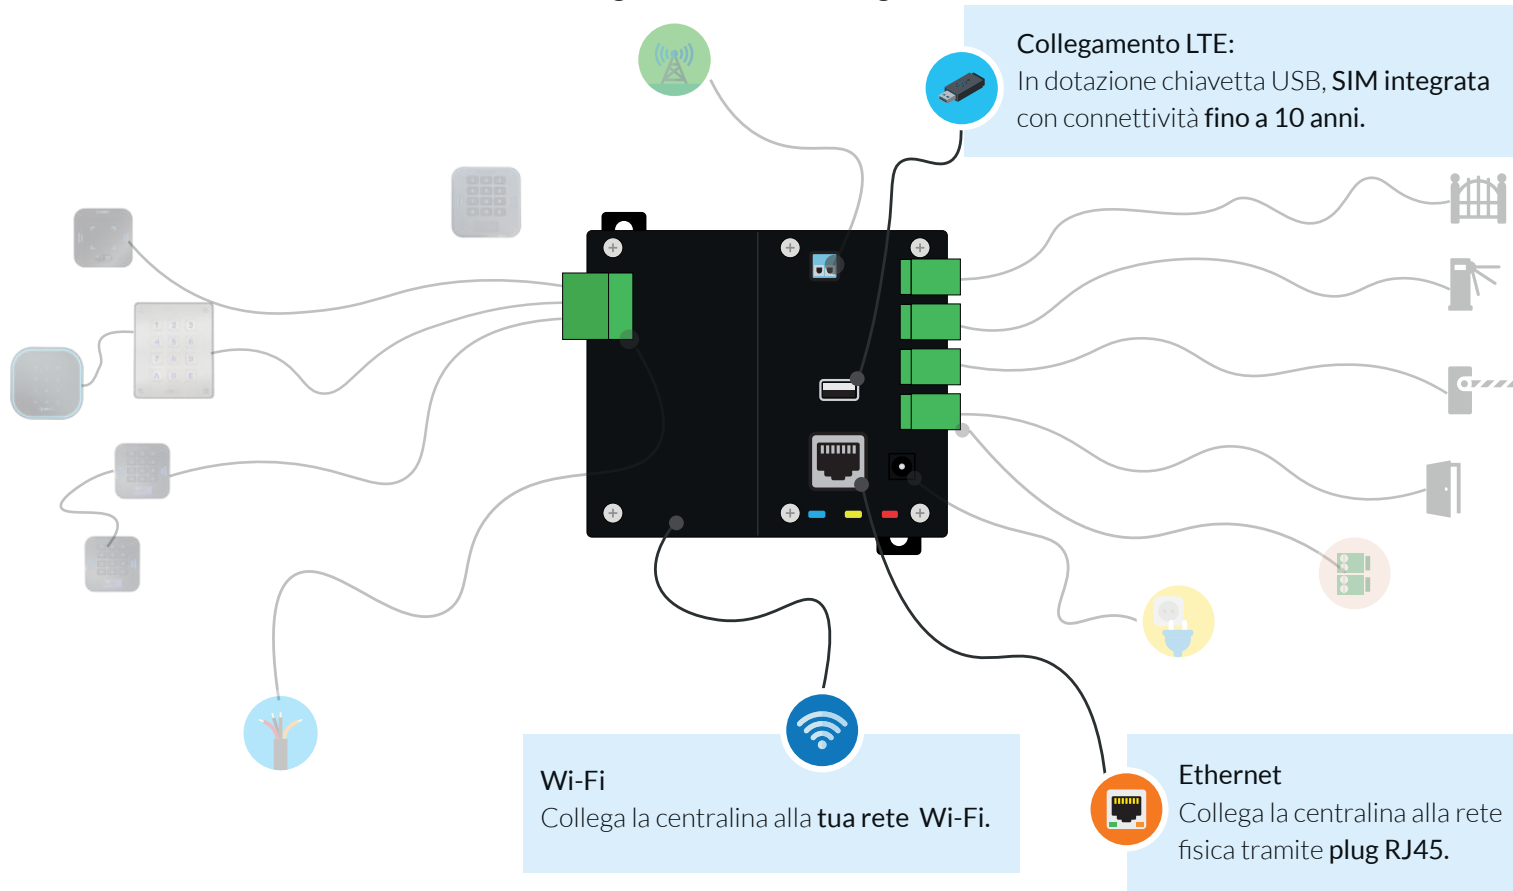 Collegamento LTE:
In dotazione chiavetta USB, SIM integrata
con connettività fino a 10 anni.
Wi-Fi
Collega la centralina alla tua rete Wi-Fi.
Ethernet
Collega la centralina alla rete
fisica tramite plug RJ45.